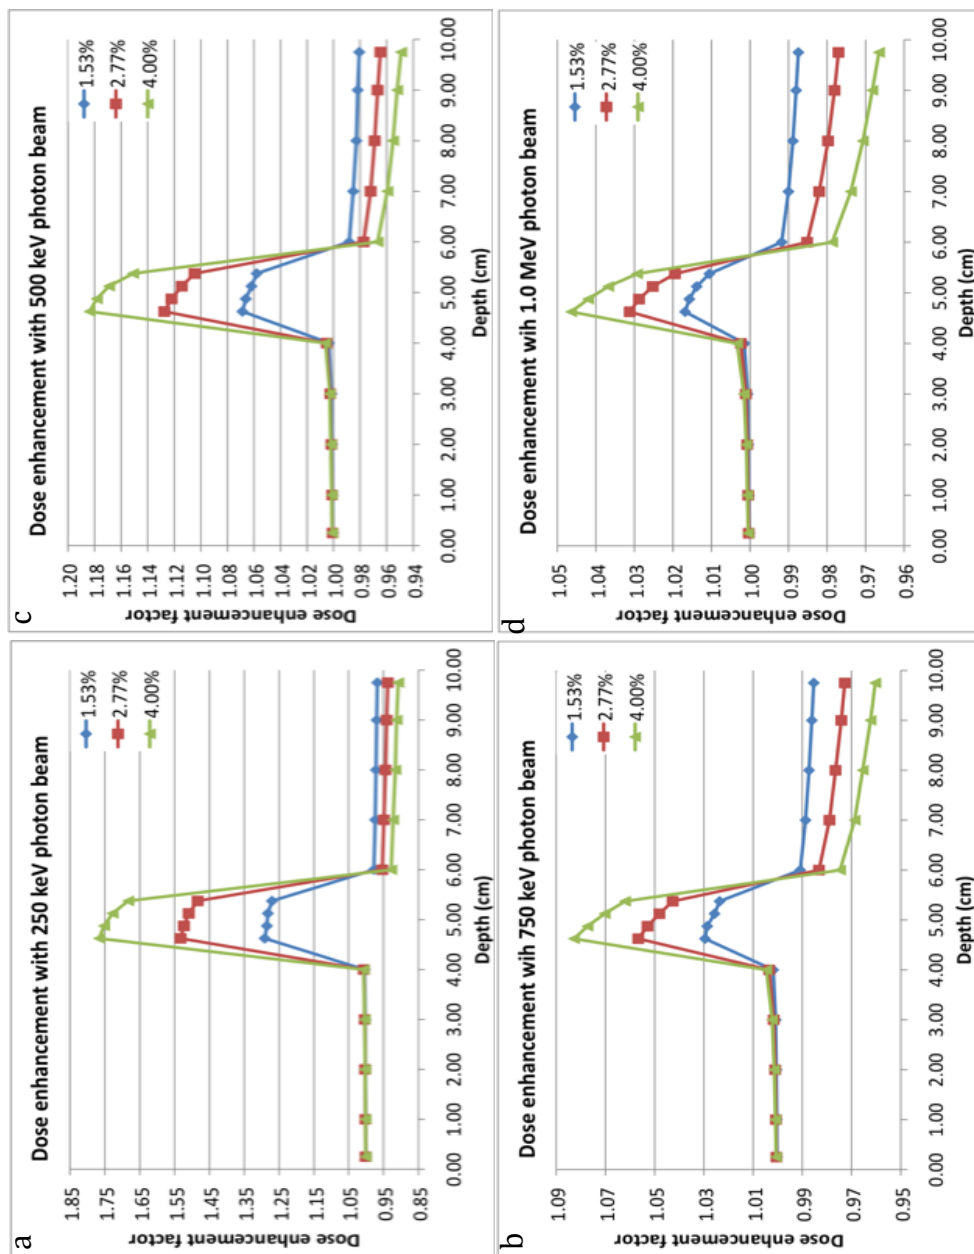 a
Dose enhancement with 250 keV photon beam
Dose enhancement factor
1.85
1.75
1.65
1.55
1.45
1.35
1.25
1.15
1.05
0.95
0.85
1.53%
2.77%
4.00%
0.00 1.00 2.00 3.00 4.00 5.00 6.00 7.00 8.00 9.00 10.00
Depth (cm)
c
Dose enhancement with 500 keV photon beam
Dose enhancement factor
1.20
1.18
1.16
1.14
1.12
1.10
1.08
1.06
1.04
1.02
1.00
0.98
0.96
0.94
1.53%
2.77%
4.00%
0.00 1.00 2.00 3.00 4.00 5.00 6.00 7.00 8.00 9.00 10.00
Depth (cm)
b
Dose enhancement wih 750 keV photon beam
Dose enhancement factor
1.09
1.07
1.05
1.03
1.01
0.99
0.97
0.95
1.53%
2.77%
4.00%
0.00 1.00 2.00 3.00 4.00 5.00 6.00 7.00 8.00 9.00 10.00
Depth (cm)
d
Dose enhancement wih 1.0 MeV photon beam
Dose enhancement factor
1.05
1.04
1.03
1.02
1.01
1.00
0.99
0.98
0.97
0.96
1.53%
2.77%
4.00%
0.00 1.00 2.00 3.00 4.00 5.00 6.00 7.00 8.00 9.00 10.00
Depth (cm)